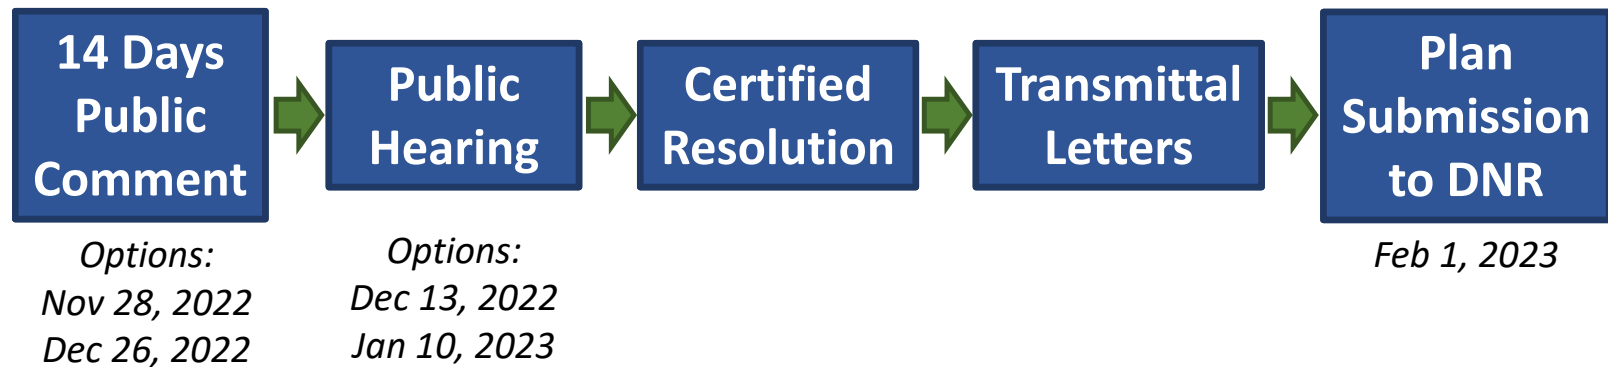 14 Days
Public
Comment
Options:
Nov 28, 2022
Dec 26, 2022
Public
Hearing
Options:
Dec 13, 2022
Jan 10, 2023
Certified
Resolution
Transmittal
Letters
Plan
Submission
to DNR
Feb 1, 2023